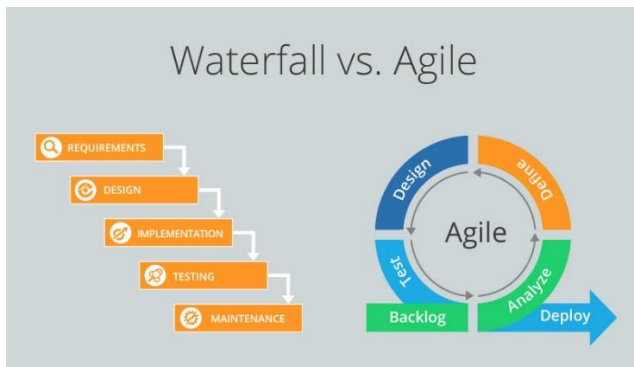 Waterfall vs. Agile
REQUIREMENTS
DESIGN
IMPLEMENTATION
TESTING
MAINTENANCE
Design
Define
Agile
Test
Analyze
Backlog
Deploy